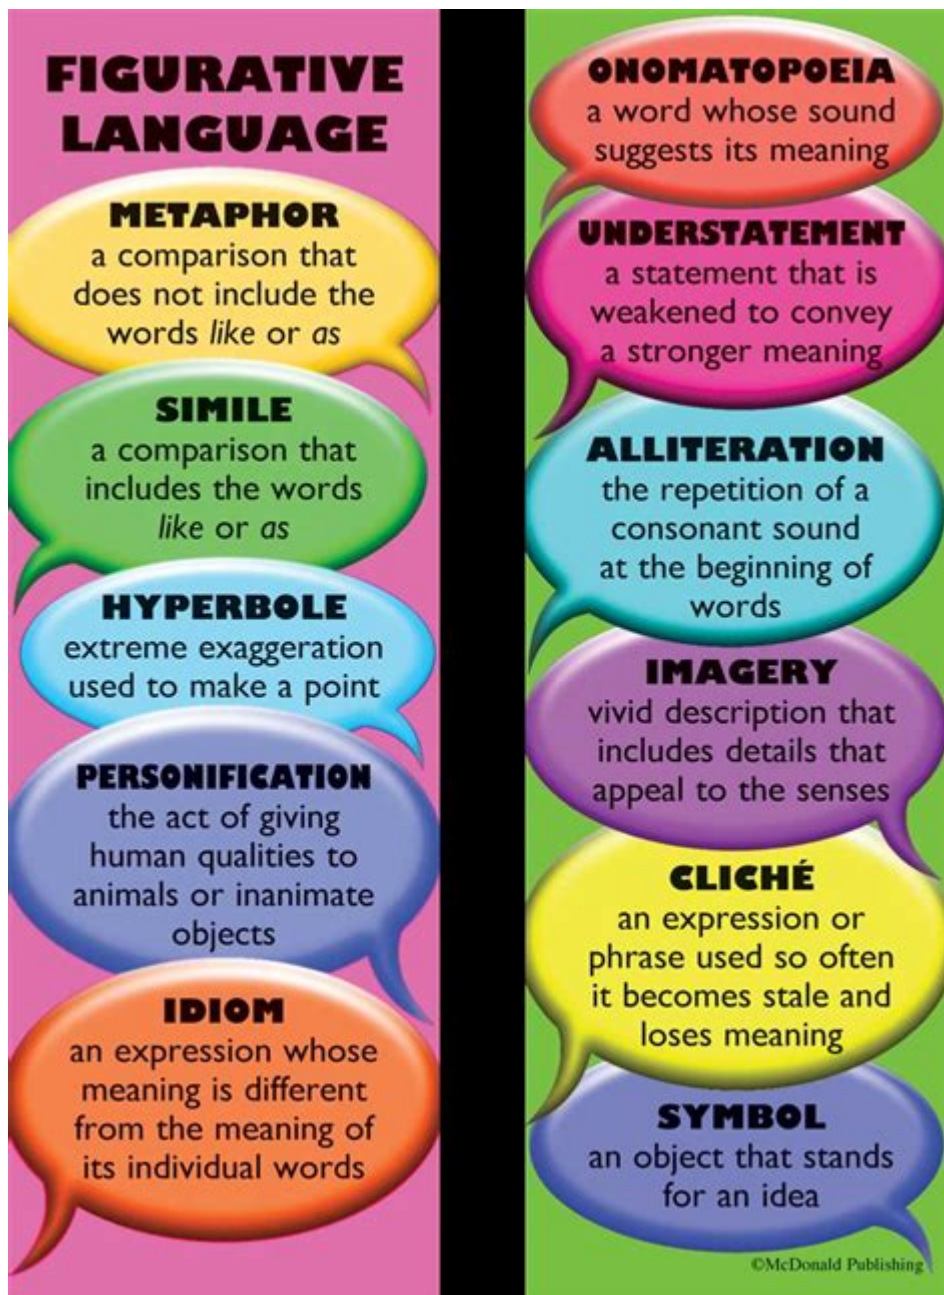 FIGURATIVE
LANGUAGE
METAPHOR
a comparison that
does not include the
words like or as
SIMILE
a comparison that
includes the words
like or as
HYPERBOLE
extreme exaggeration
used to make a point
PERSONIFICATION
the act of giving
human qualities to
animals or inanimate
objects
IDIOM
an expression whose
meaning is different
from the meaning of
its individual words
ONOMATOPOEIA
a word whose sound
suggests its meaning
UNDERSTATEMENT
a statement that is
weakened to convey
a stronger meaning
ALLITERATION
the repetition of a
consonant sound
at the beginning of
words
IMAGERY
vivid description that
includes details that
appeal to the senses
CLICHÉ
an expression or
phrase used so often
it becomes stale and
loses meaning
SYMBOL
an object that stands
for an idea
©McDonald Publishing